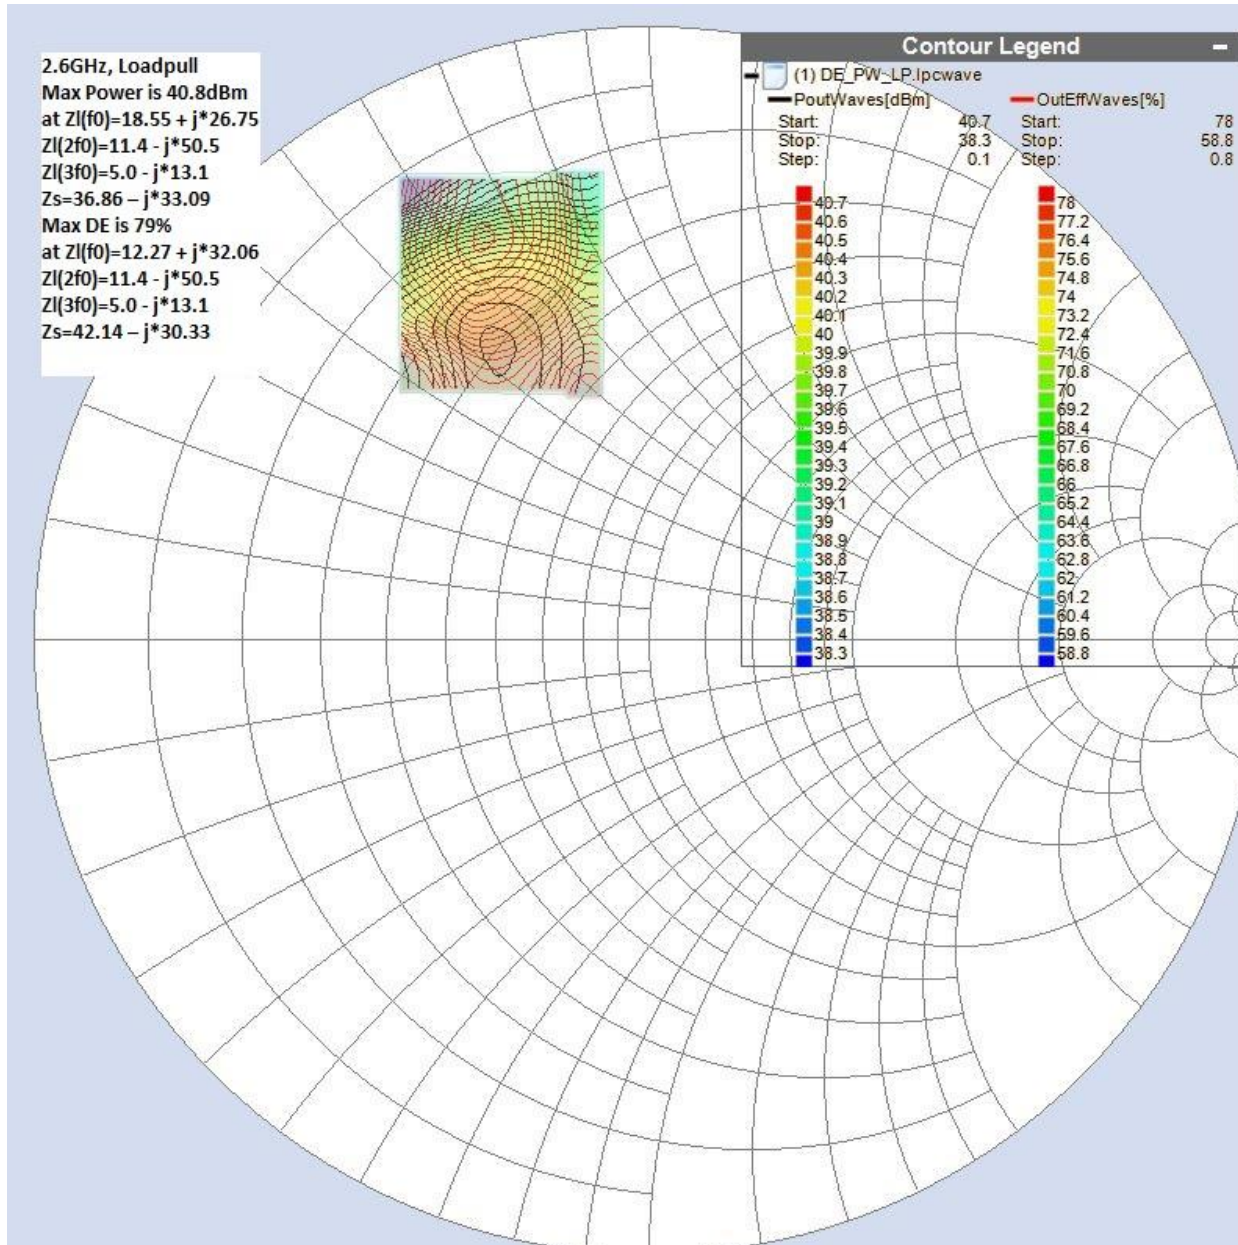 2.6GHz, Loadpull
Max Power is 40.8dBm
at Zl(f0)=18.55 + j*26.75
Zl(2f0)=11.4 - j*50.5
Zl(3f0)=5.0 - j*13.1
Zs=36.86 – j*33.09
Max DE is 79%
at Zl(f0)=12.27 + j*32.06
Zl(2f0)=11.4 - j*50.5
Zl(3f0)=5.0 - j*13.1
Zs=42.14 – j*30.33
Contour Legend
(1) DE_PW_LP.lpcwave
PoutWaves[dBm]
Start: 40.7
Stop: 38.3
Step: 0.1
40.7
40.6
40.5
40.4
40.3
40.2
40.1
40
39.9
39.8
39.7
39.6
39.5
39.4
39.3
39.2
39.1
39
38.9
38.8
38.7
38.6
38.5
38.4
38.3
OutEffWaves[%]
Start: 78
Stop: 58.8
Step: 0.8
78
77.2
76.4
75.6
74.8
74
73.2
72.4
71.6
70.8
70
69.2
68.4
67.6
66.8
66
65.2
64.4
63.6
62.8
62
61.2
60.4
59.6
58.8